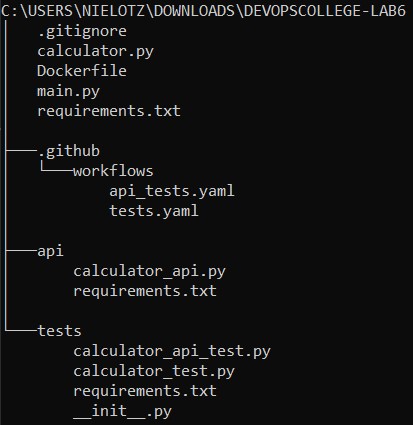 C:\USERS\NIELOTZ\DOWNLOADS\DEVOPSCOLLEGE-LAB6
.gitignore
calculator.py
Dockerfile
main.py
requirements.txt
.github
workflows
api_tests.yaml
tests.yaml
api
calculator_api.py
requirements.txt
tests
calculator_api_test.py
calculator_test.py
requirements.txt
__init__.py